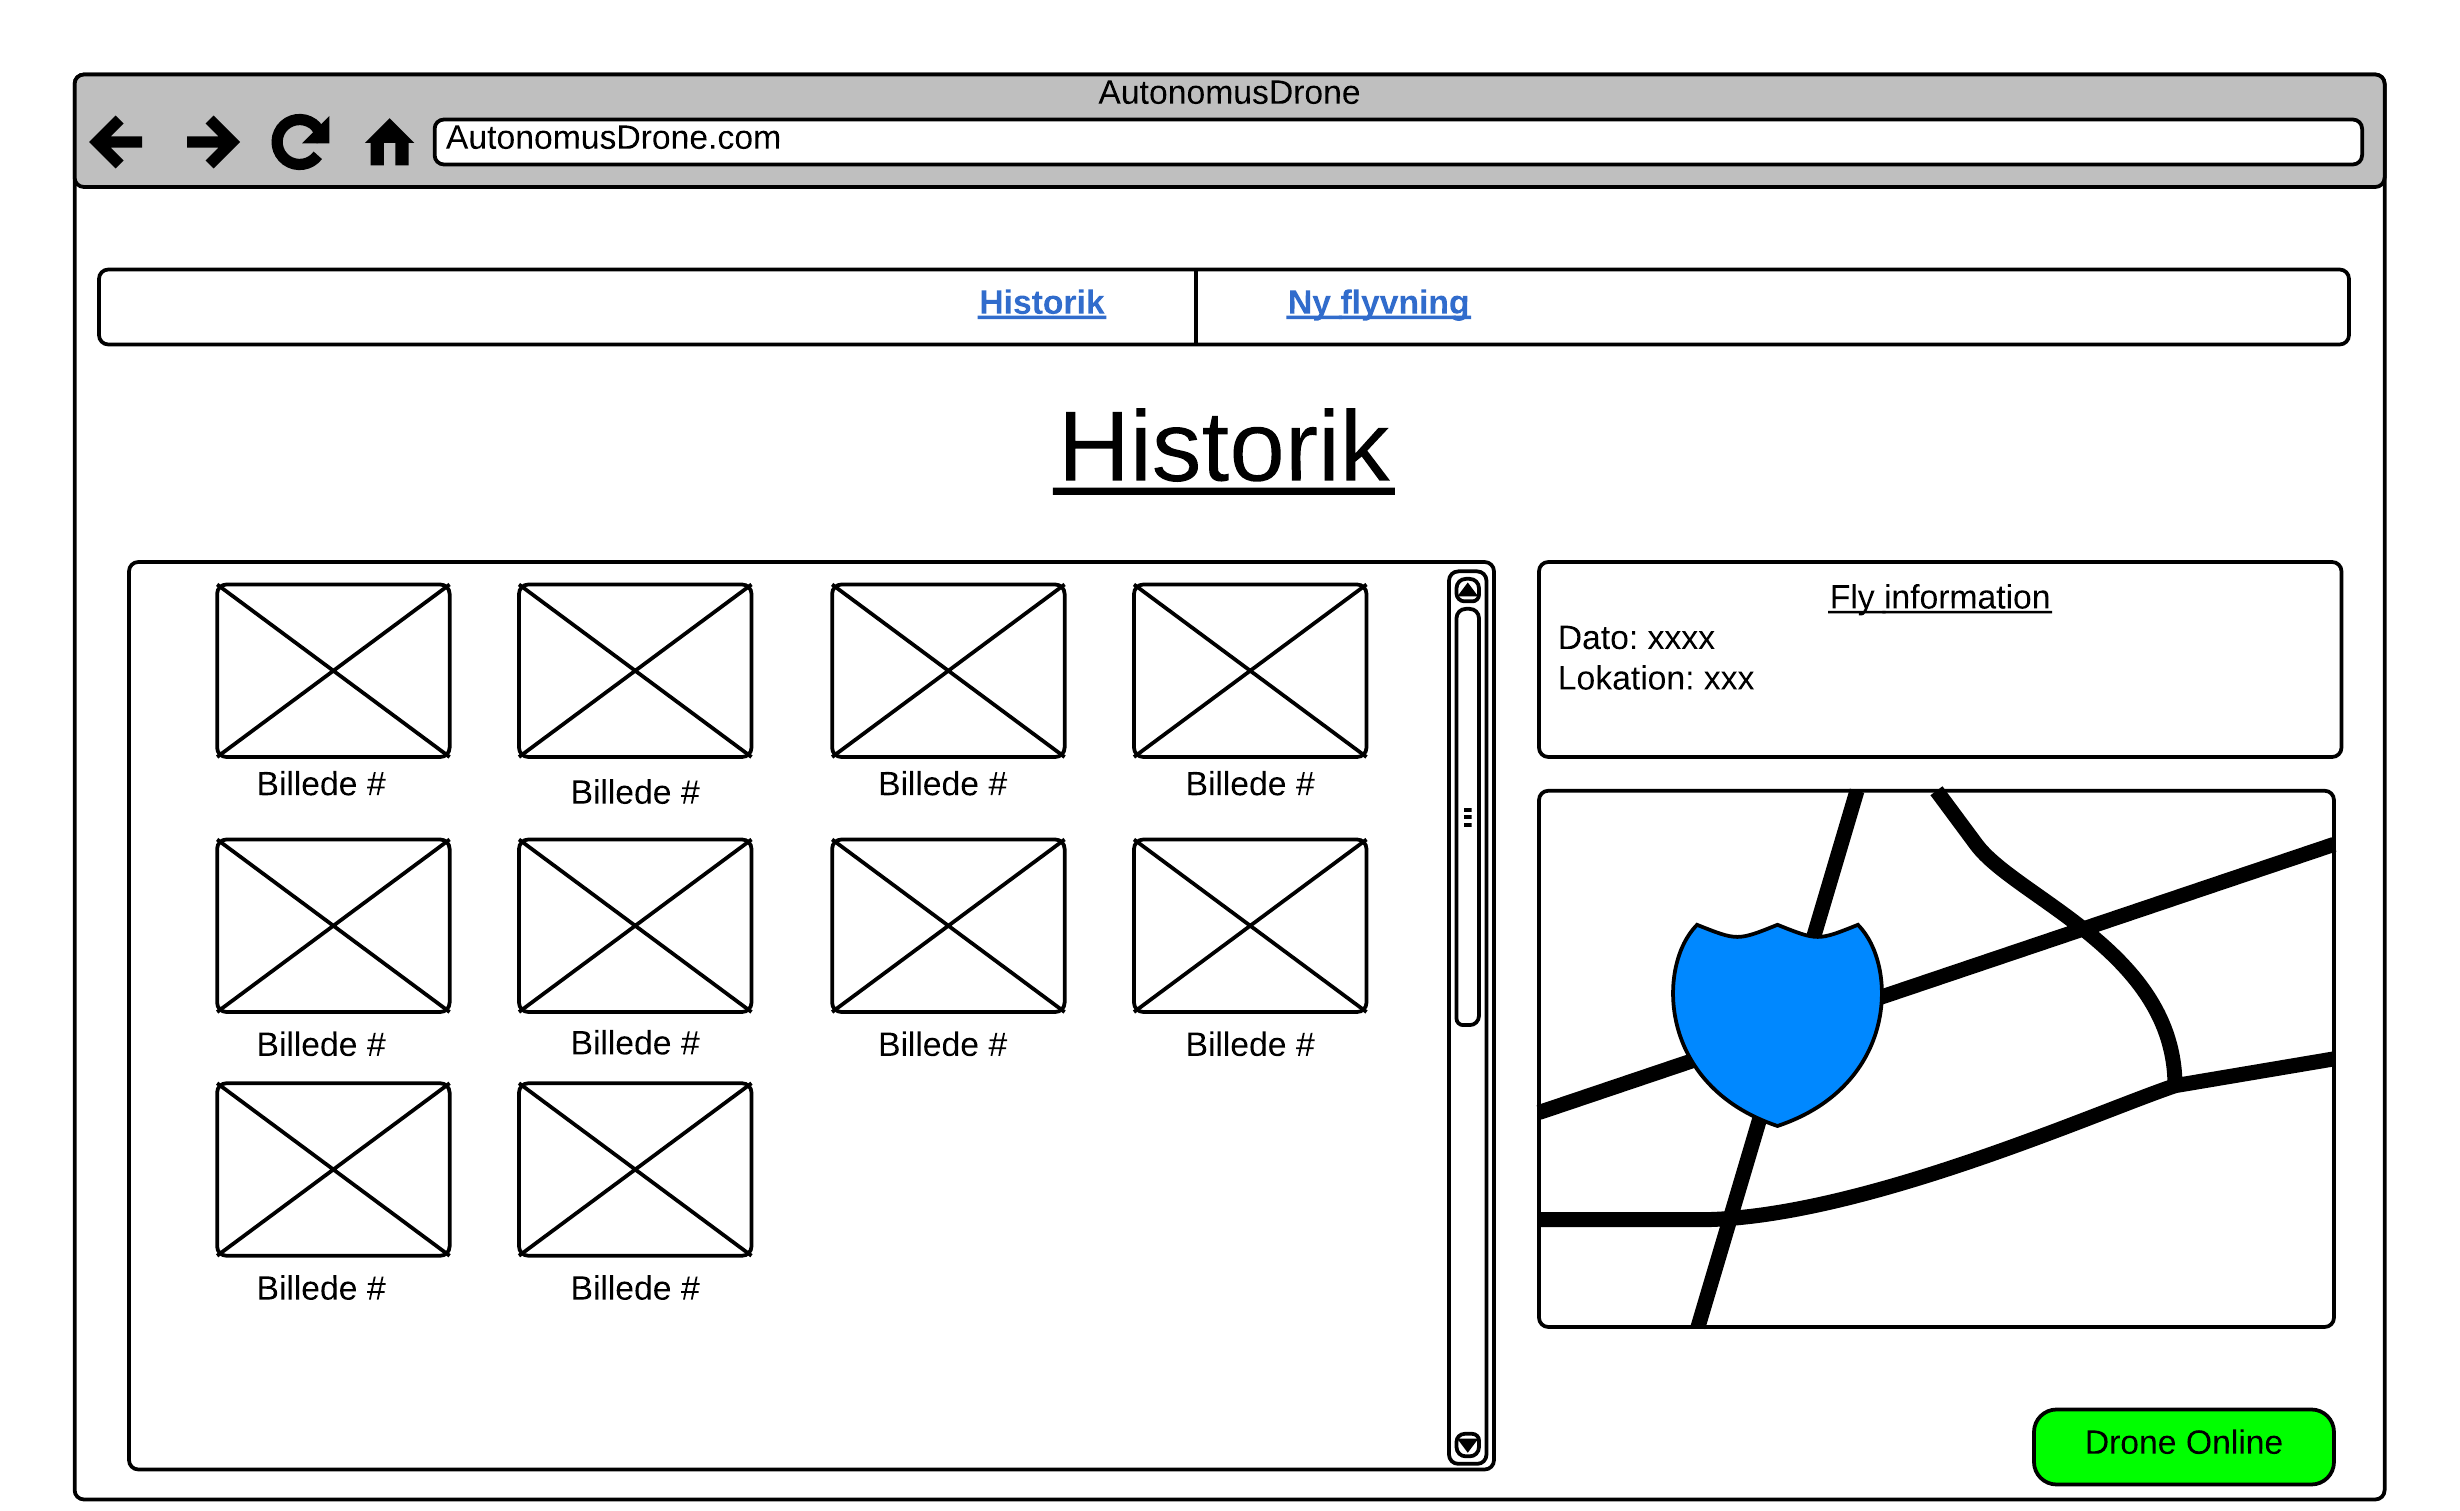 AutonomusDrone
AutonomusDrone.com
Historik
Ny flyvning
Historik
Billede #
Billede #
Billede #
Billede #
Billede #
Billede #
Billede #
Billede #
Billede #
Billede #
Fly information
Dato: xxxx
Lokation: xxx
Drone Online